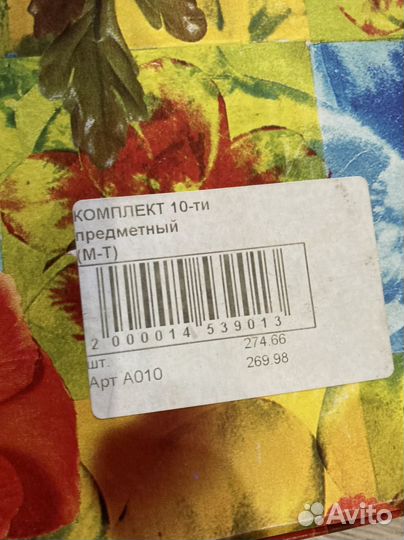 КОМПЛЕКТ 10-ти
предметный
(М-Т)
2 000014 539013
274.66
шт.
269.98
Арт А010
Avito